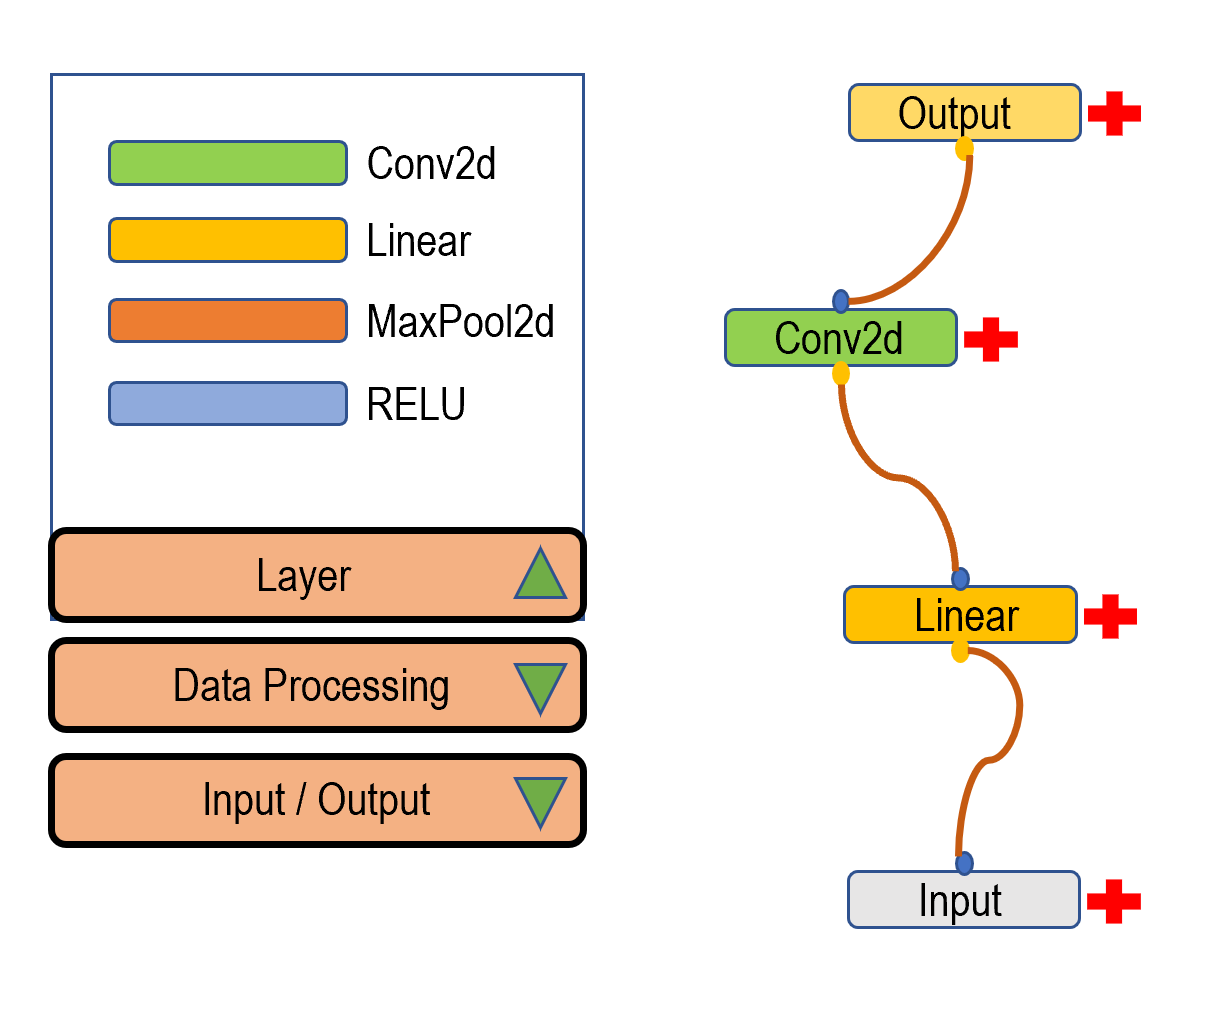 Conv2d
Linear
MaxPool2d
RELU
Layer
Data Processing
Input / Output
Output
Conv2d
Linear
Input